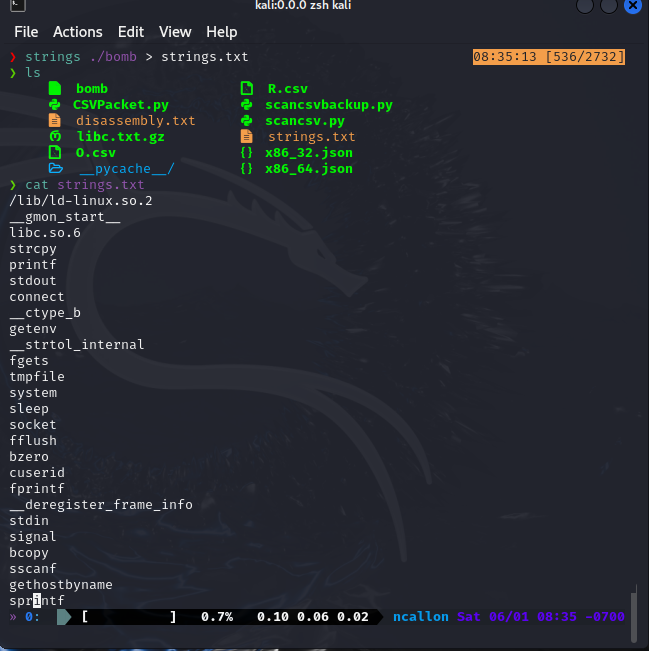 kali:0.0.0 zsh kali
File Actions Edit View Help
❯ strings ./bomb > strings.txt 08:35:13 [536/2732]
❯ ls
bomb R.csv
CSVPacket.py scancsvbackup.py
disassembly.txt scancsv.py
libc.txt.gz strings.txt
O.csv {} x86_32.json
__pycache__/ {} x86_64.json
❯ cat strings.txt
/lib/ld-linux.so.2
__gmon_start__
libc.so.6
strcpy
printf
stdout
connect
__ctype_b
getenv
__strtol_internal
fgets
tmpfile
system
sleep
socket
fflush
bzero
cuserid
fprintf
__deregister_frame_info
stdin
signal
bcopy
sscanf
gethostbyname
sprintf
» 0: [ ] 0.7% 0.10 0.06 0.02 ncallon Sat 06/01 08:35 -0700